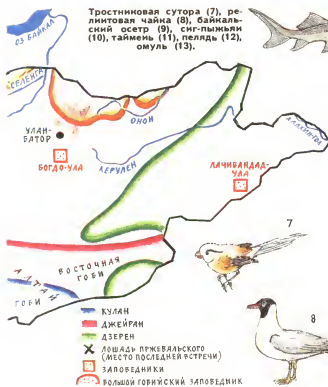 Тростниковая сутора (7), ре-
ликтовая чайка (8), байкаль-
ский осетр (9), сиг-пыжьян
(10), таймень (11), пелядь (12),
омуль (13).
ОЗ БАЙКАЛ
СЕЛЕНГА
ОНОН
УЛАН-
БАТОР
БОГДО-УЛА
КЕРУЛЕН
ХАЛХИН-ГОЛ
ЛАЧИБАНДАД-
УЛА
7
ВОСТОЧНАЯ
ГОБИ
АЛТАЙ
ГОБИ
8
КУЛАН
ДЖЕЙРАН
ДЗЕРЕН
ЛОШАДЬ ПРЖЕВАЛЬСКОГО
(МЕСТО ПОСЛЕДНЕЙ ВСТРЕЧИ)
ЗАПОВЕДНИКИ
БОЛЬШОЙ ГОБИЙСКИЙ ЗАПОВЕДНИК